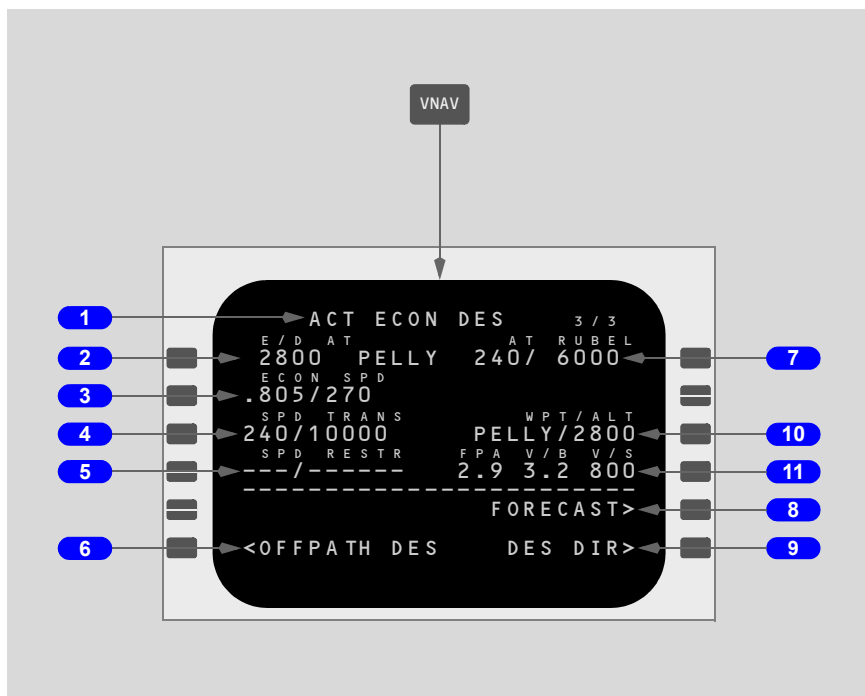 VNAV
1 ACT ECON DES 3/3
E/D AT AT RUBEL
2 2800 PELLY 240/ 6000 7
ECON SPD
3 .805/270
SPD TRANS WPT/ALT
4 240/10000 PELLY/2800 10
SPD RESTR FPA V/B V/S
5 ---/------ 2.9 3.2 800 11
------------------------
FORECAST> 8
6 <OFFPATH DES DES DIR> 9